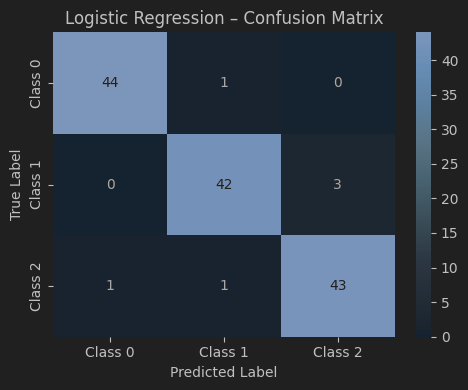 Logistic Regression – Confusion Matrix
True Label
Class 0
44 1 0
Class 1
0 42 3
Class 2
1 1 43
Class 0 Class 1 Class 2
Predicted Label
40
35
30
25
20
15
10
5
0